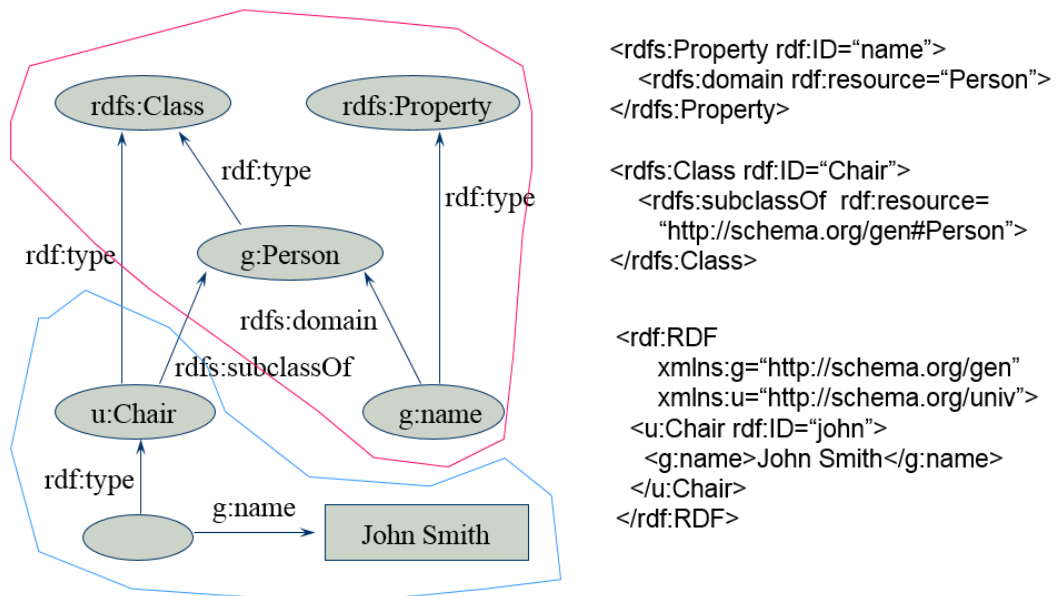 rdfs:Class
rdfs:Property
rdf:type
rdf:type
rdf:type
g:Person
rdfs:domain
rdfs:subclassOf
u:Chair
g:name
rdf:type
g:name
John Smith
<rdfs:Property rdf:ID=“name”>
<rdfs:domain rdf:resource=“Person”>
</rdfs:Property>
<rdfs:Class rdf:ID=“Chair”>
<rdfs:subclassOf rdf:resource=
“http://schema.org/gen#Person”>
</rdfs:Class>
<rdf:RDF
xmlns:g=“http://schema.org/gen”
xmlns:u=“http://schema.org/univ”>
<u:Chair rdf:ID=“john”>
<g:name>John Smith</g:name>
</u:Chair>
</rdf:RDF>